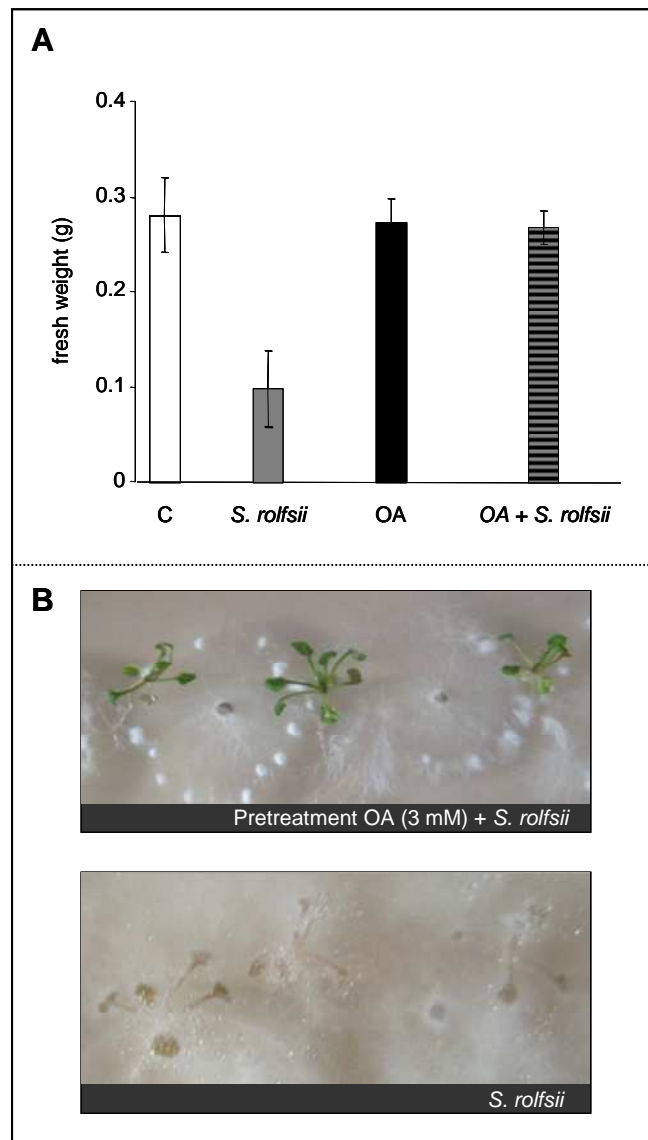 A
0.4
0.3
0.2
0.1
0
fresh weight (g)
C S. rolfsii OA OA + S. rolfsii
B
Pretreatment OA (3 mM) + S. rolfsii
S. rolfsii